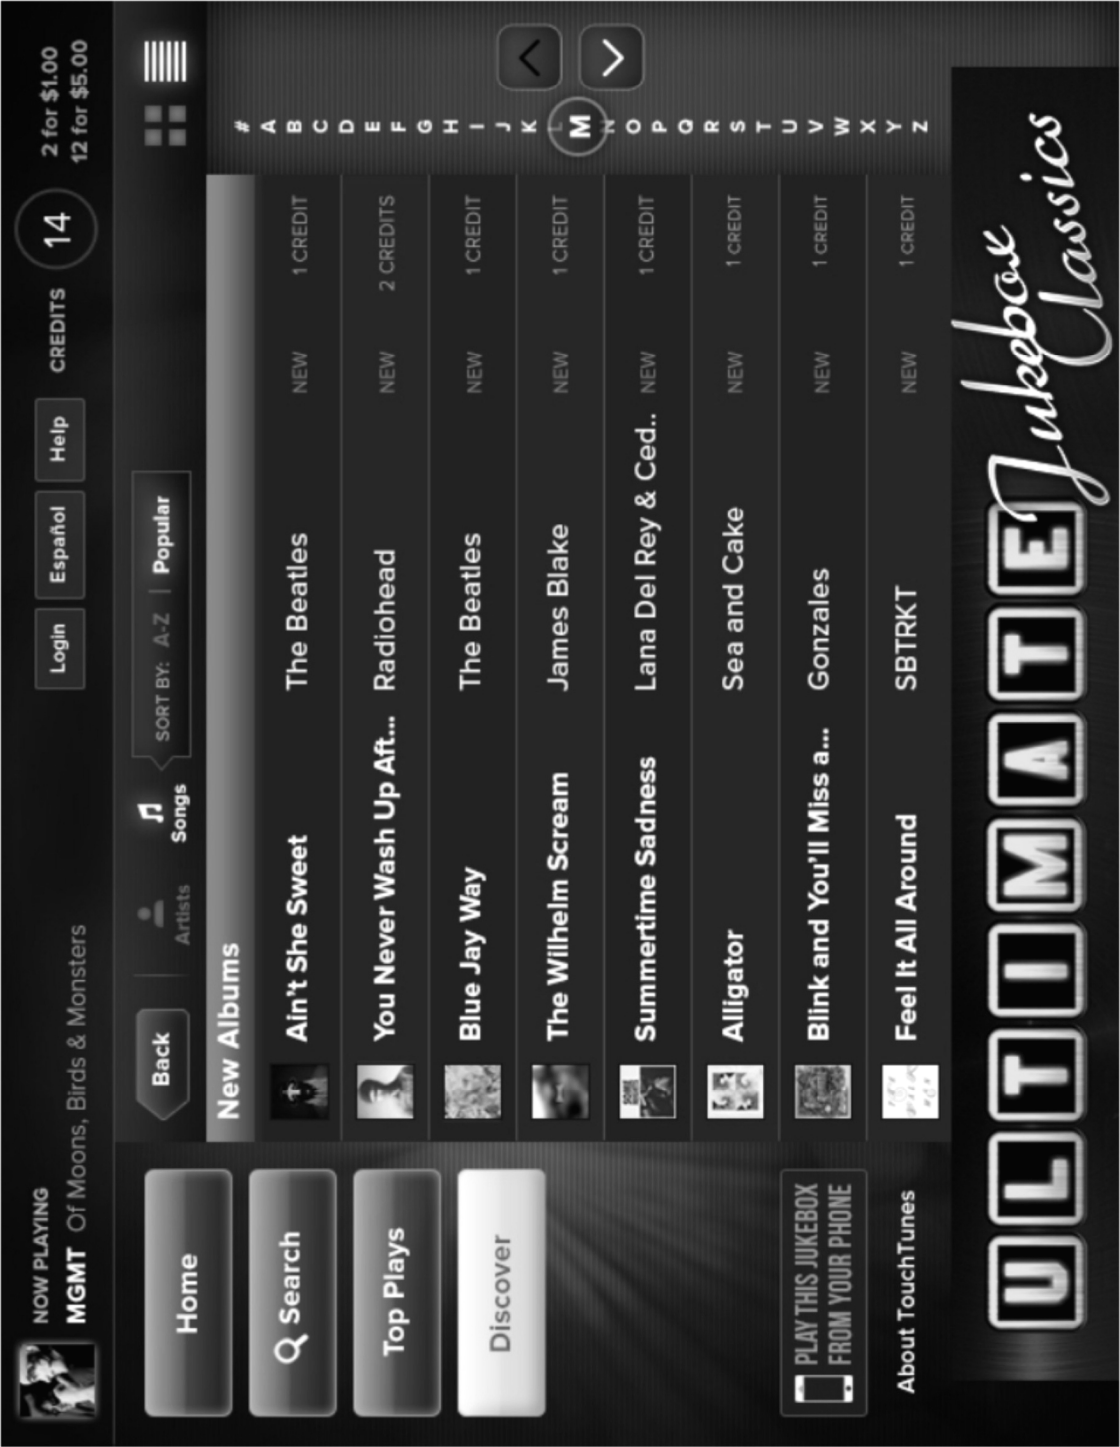 NOW PLAYING
MGMT Of Moons, Birds & Monsters
Login
Español
Help
CREDITS
14
2 for $1.00
12 for $5.00
Back
Artists
Songs
SORT BY: A-Z | Popular
Home
Search
Top Plays
Discover
New Albums
Ain't She Sweet The Beatles NEW 1 CREDIT
You Never Wash Up Aft... Radiohead NEW 2 CREDITS
Blue Jay Way The Beatles NEW 1 CREDIT
The Wilhelm Scream James Blake NEW 1 CREDIT
Summertime Sadness Lana Del Rey & Ced.. NEW 1 CREDIT
Alligator Sea and Cake NEW 1 CREDIT
Blink and You'll Miss a... Gonzales NEW 1 CREDIT
Feel It All Around SBTRKT NEW 1 CREDIT
#
A
B
C
D
E
F
G
H
I
J
K
L
M
N
O
P
Q
R
S
T
U
V
W
X
Y
Z
PLAY THIS JUKEBOX
FROM YOUR PHONE
About TouchTunes
ULTIMATE Jukebox
Classics